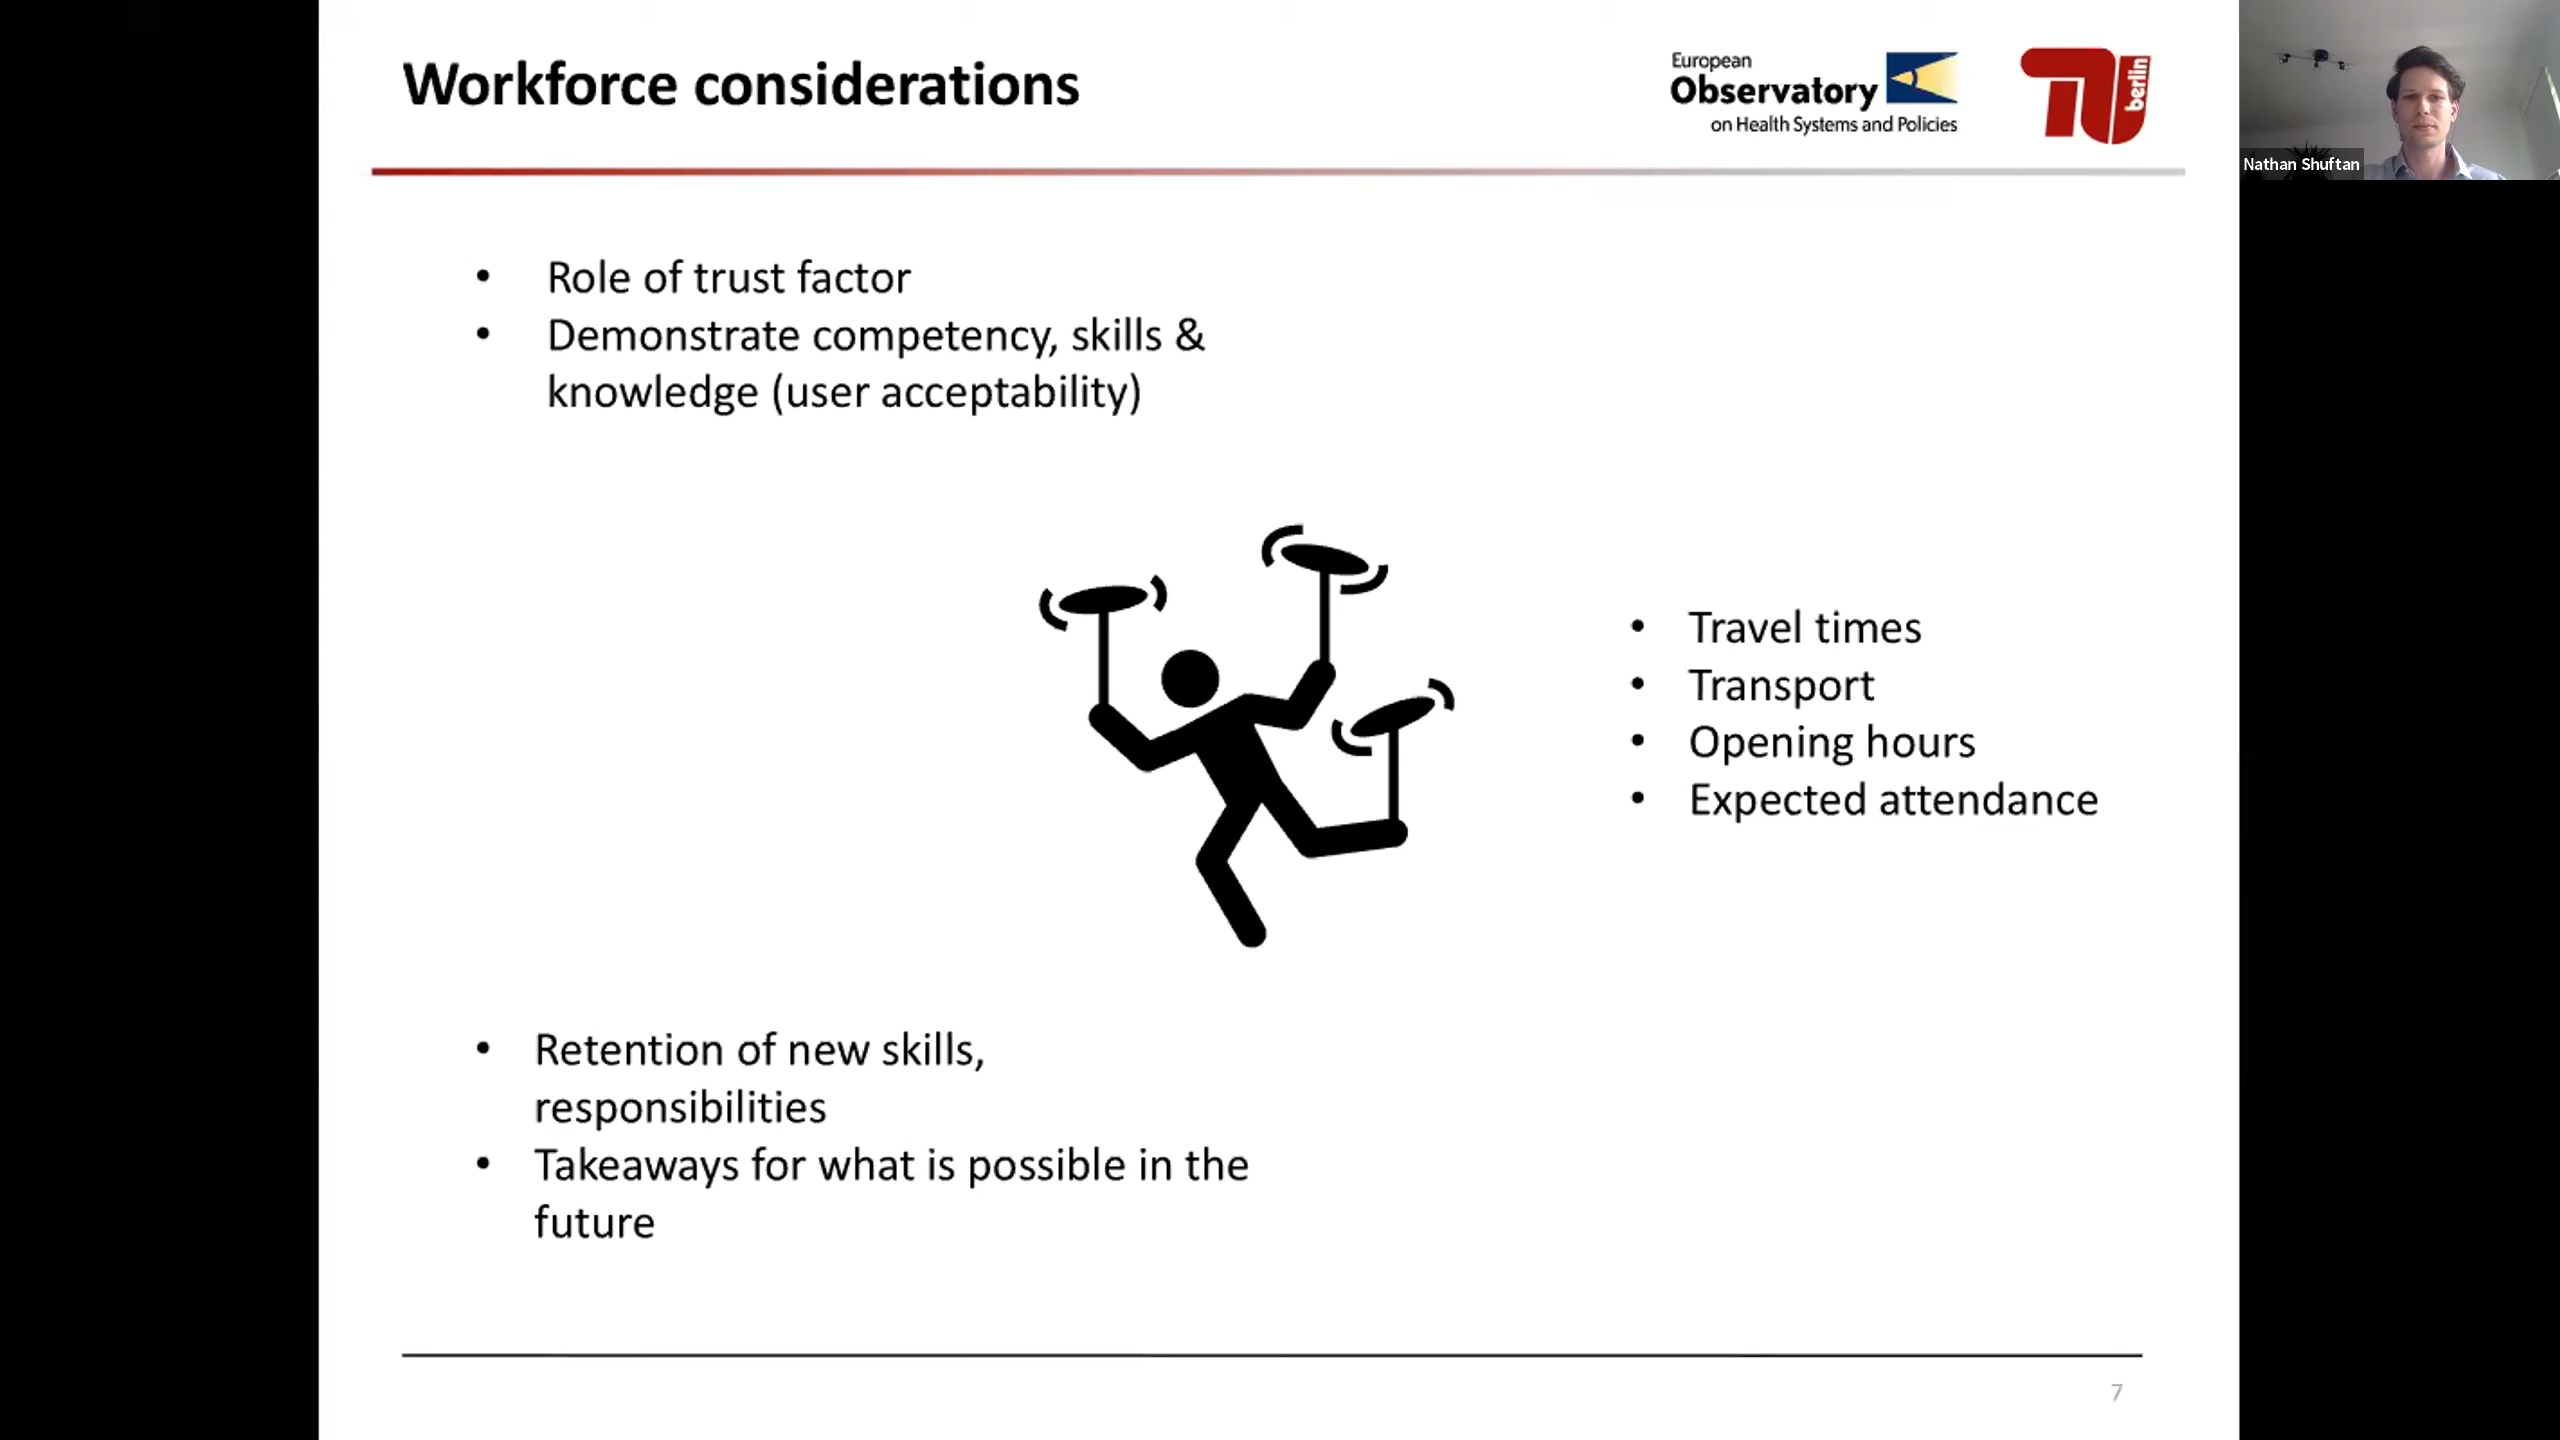 Workforce considerations
European
Observatory
on Health Systems and Policies
berlin
Nathan Shuftan
• Role of trust factor
• Demonstrate competency, skills &
knowledge (user acceptability)
• Travel times
• Transport
• Opening hours
• Expected attendance
• Retention of new skills,
responsibilities
• Takeaways for what is possible in the
future
7